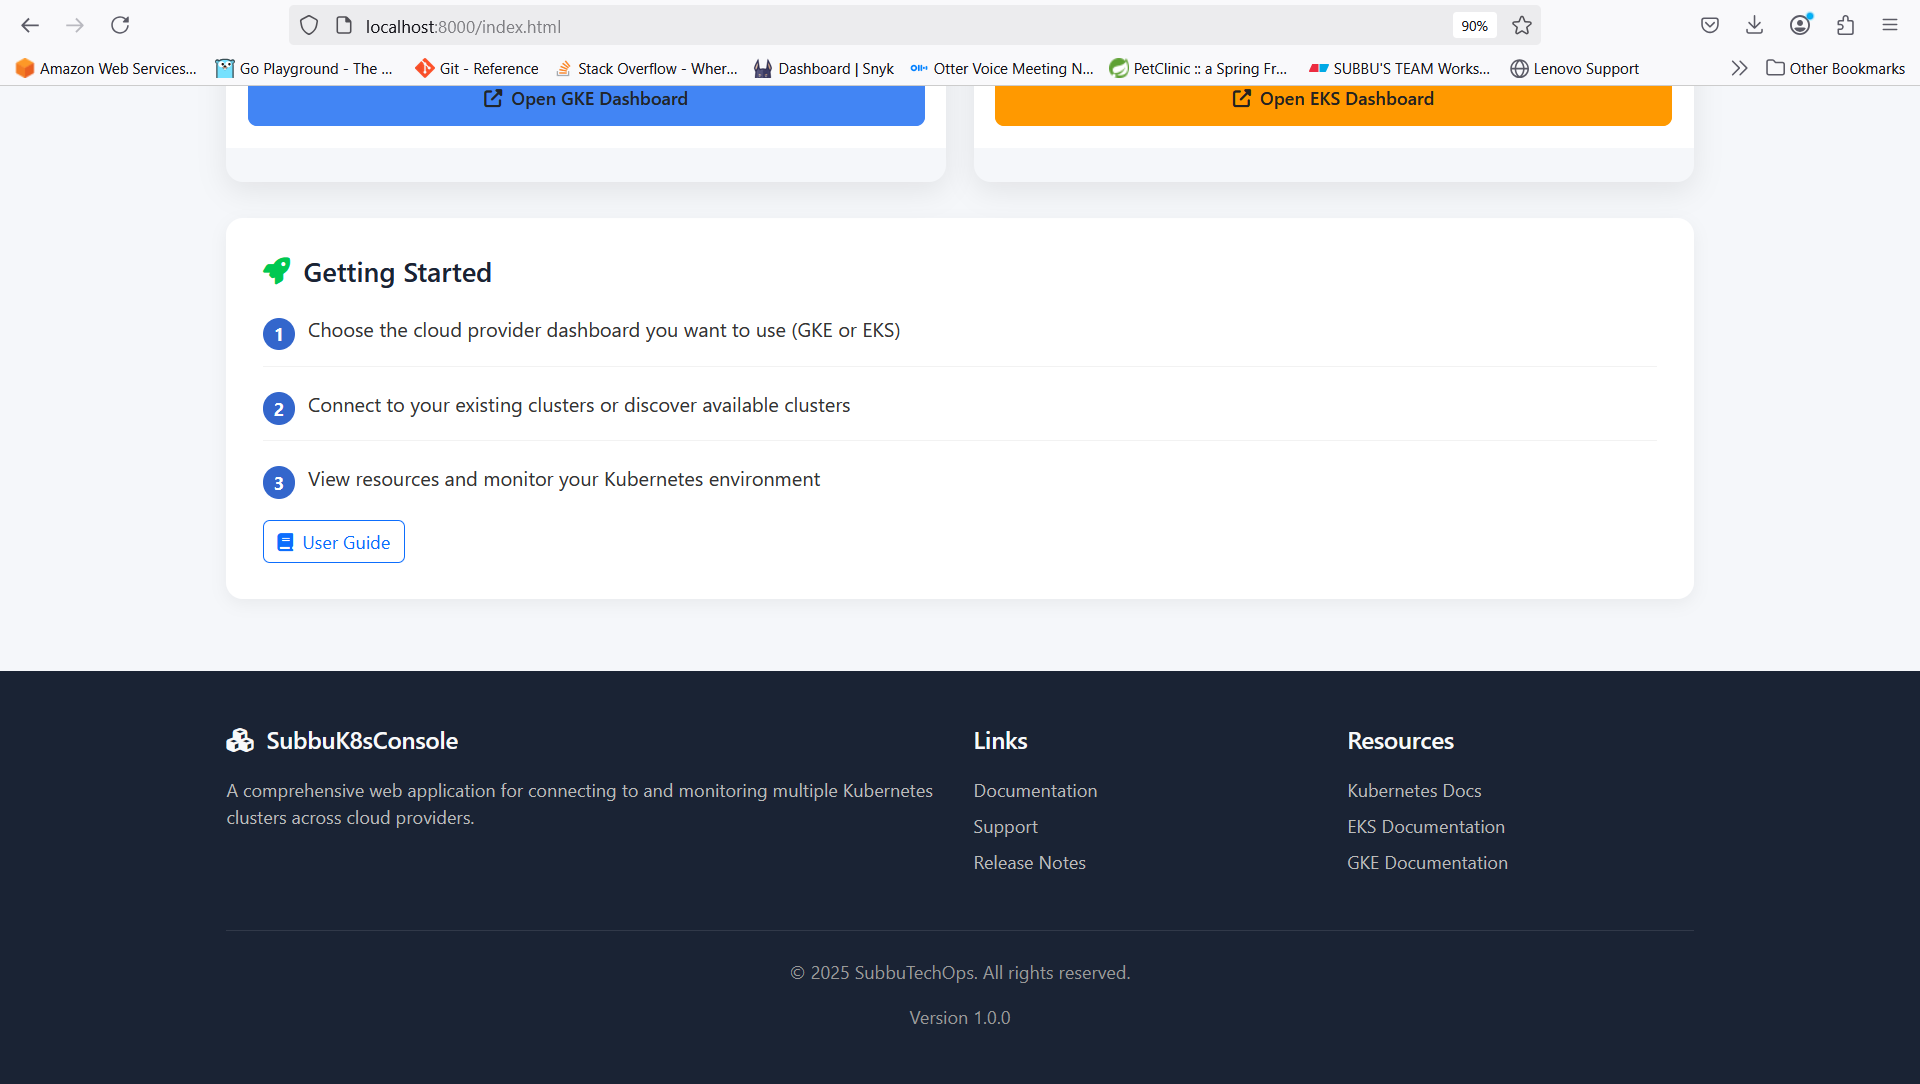 localhost:8000/index.html
90%
Amazon Web Services...
Go Playground - The ...
Git - Reference
Stack Overflow - Wher...
Dashboard | Snyk
Otter Voice Meeting N...
PetClinic :: a Spring Fr...
SUBBU'S TEAM Works...
Lenovo Support
Other Bookmarks
Open GKE Dashboard
Open EKS Dashboard
Getting Started
1 Choose the cloud provider dashboard you want to use (GKE or EKS)
2 Connect to your existing clusters or discover available clusters
3 View resources and monitor your Kubernetes environment
User Guide
SubbuK8sConsole
A comprehensive web application for connecting to and monitoring multiple Kubernetes
clusters across cloud providers.
Links
Documentation
Support
Release Notes
Resources
Kubernetes Docs
EKS Documentation
GKE Documentation
© 2025 SubbuTechOps. All rights reserved.
Version 1.0.0